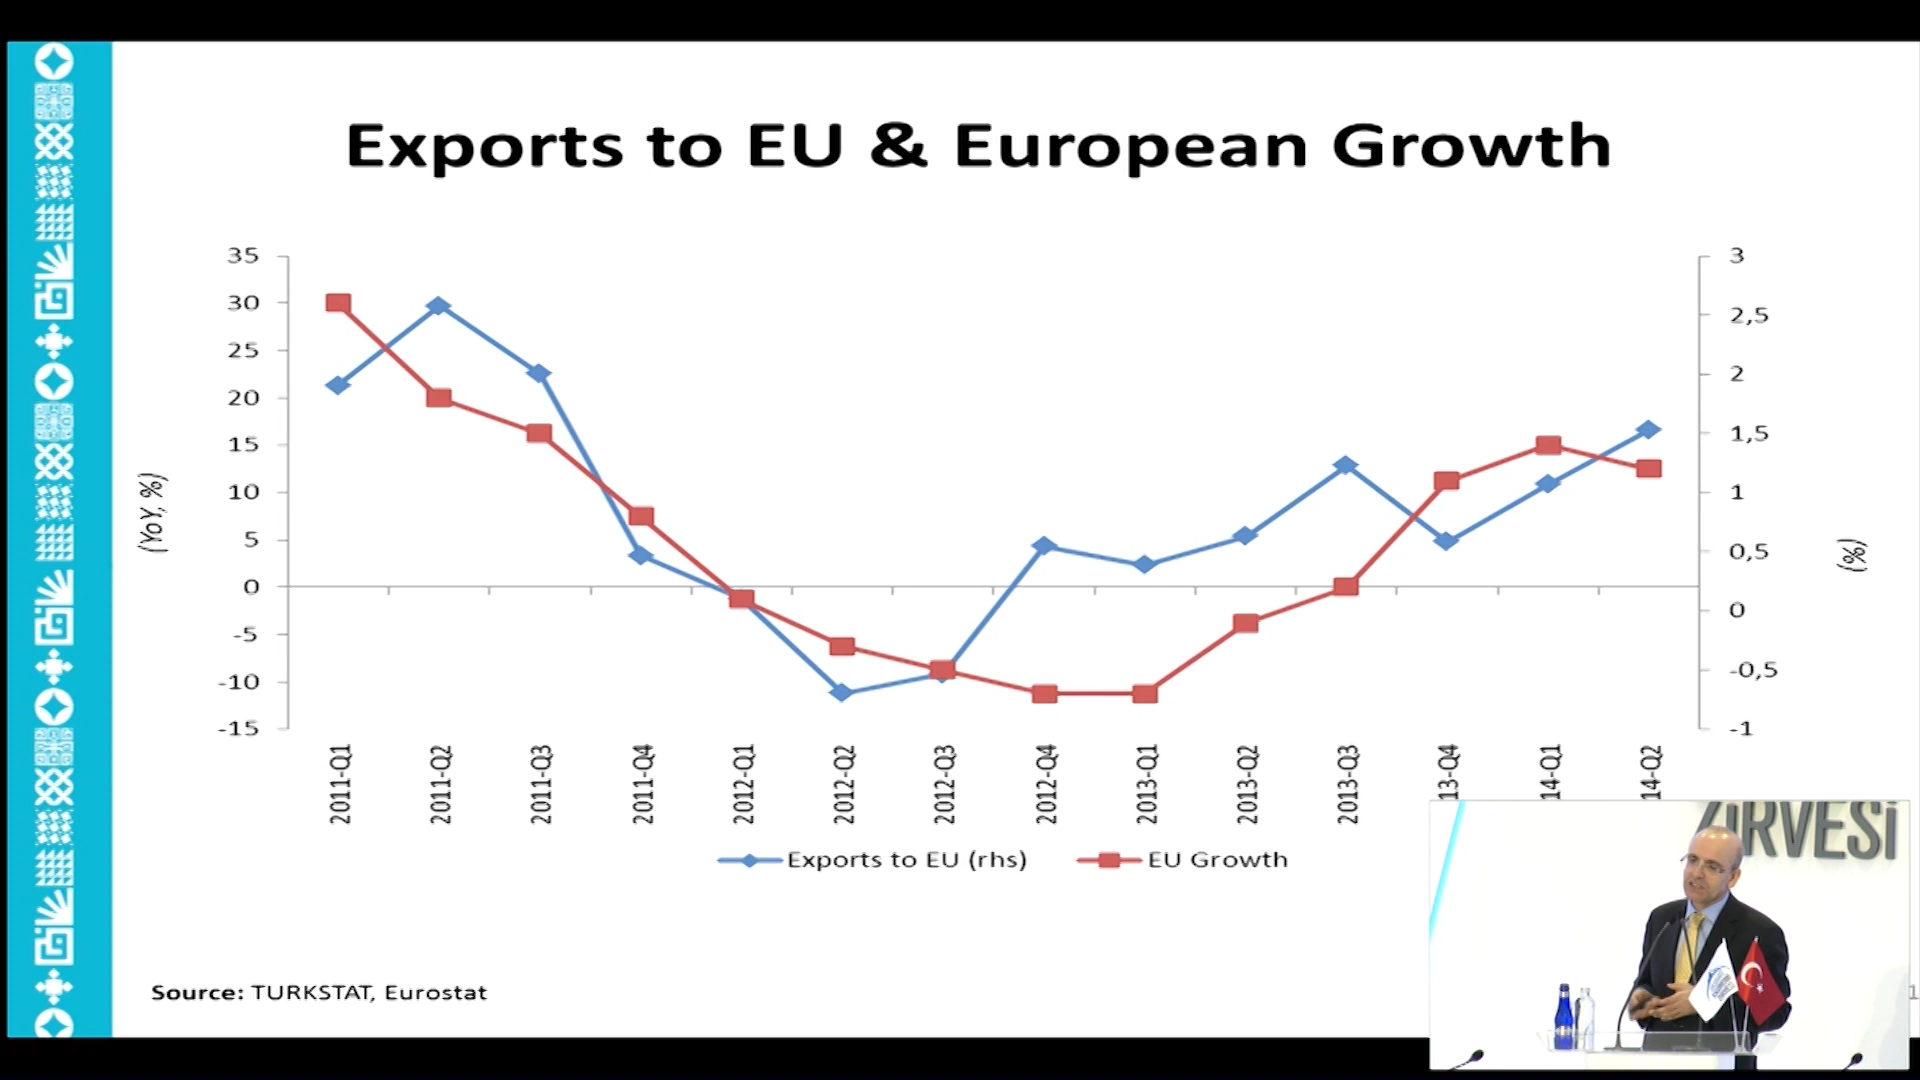 Exports to EU & European Growth
35
30
25
20
15
10
5
0
-5
-10
-15
(YoY, %)
3
2,5
2
1,5
1
0,5
0
-0,5
-1
(%)
2011-Q1
2011-Q2
2011-Q3
2011-Q4
2012-Q1
2012-Q2
2012-Q3
2012-Q4
2013-Q1
2013-Q2
2013-Q3
13-Q4
14-Q1
14-Q2
Exports to EU (rhs)
EU Growth
ZİRVESİ
Source: TURKSTAT, Eurostat
1